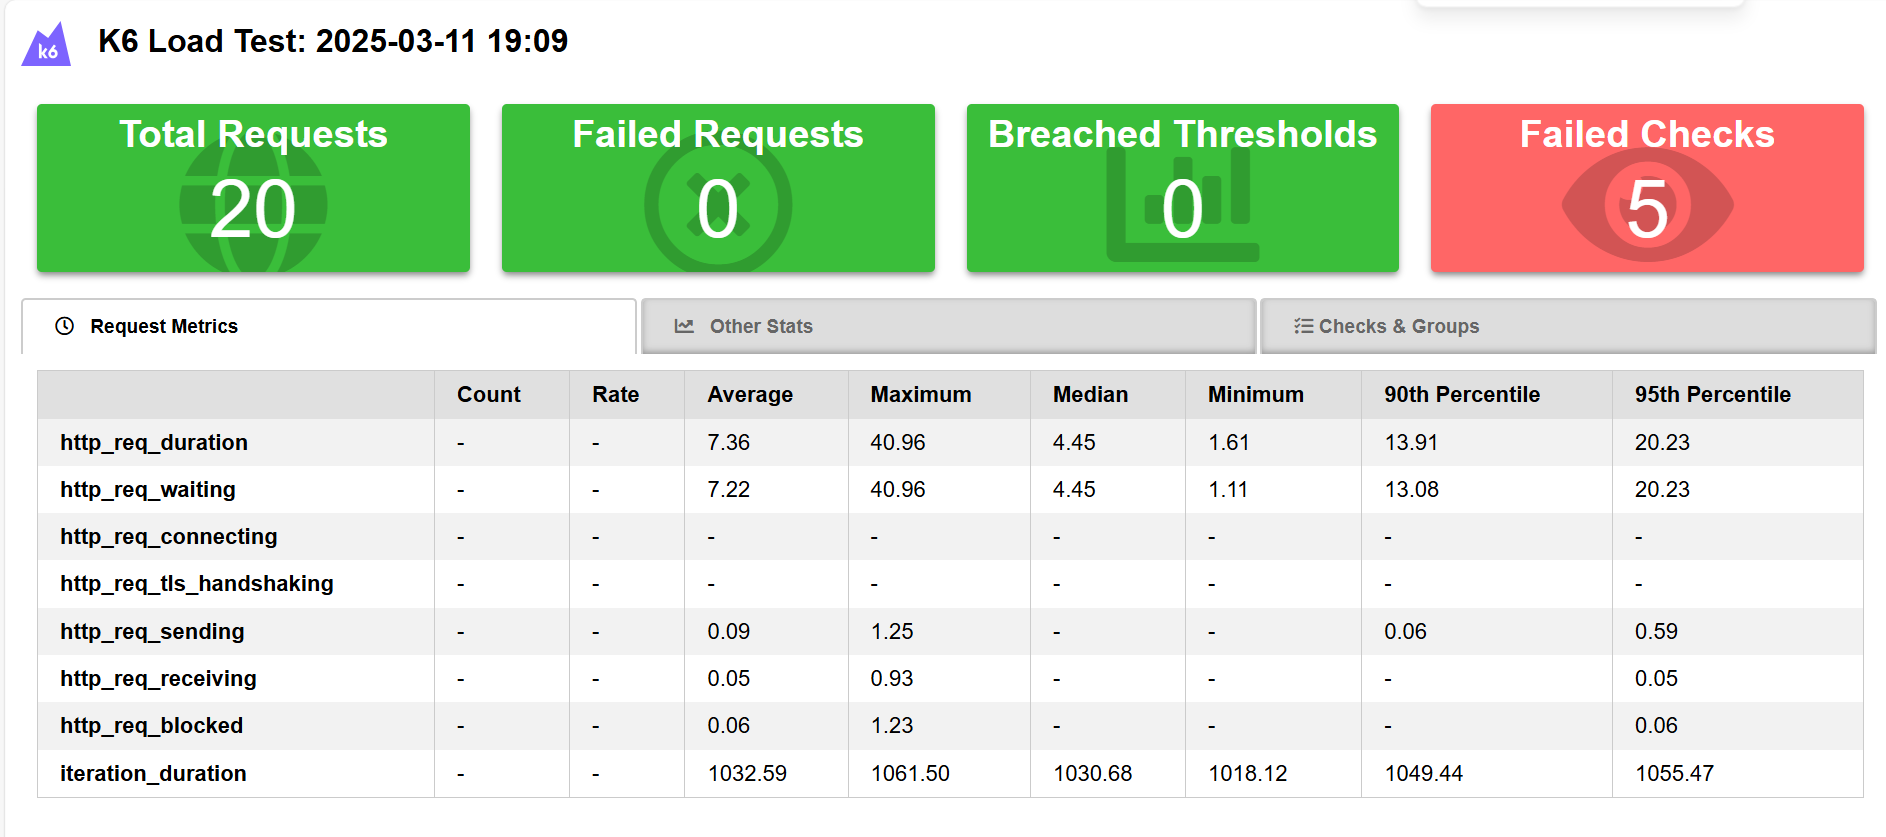 k6
K6 Load Test: 2025-03-11 19:09
Total Requests
20
Failed Requests
0
Breached Thresholds
0
Failed Checks
5
Request Metrics
Other Stats
Checks & Groups
Count Rate Average Maximum Median Minimum 90th Percentile 95th Percentile
http_req_duration - - 7.36 40.96 4.45 1.61 13.91 20.23
http_req_waiting - - 7.22 40.96 4.45 1.11 13.08 20.23
http_req_connecting - - - - - - - -
http_req_tls_handshaking - - - - - - - -
http_req_sending - - 0.09 1.25 - - 0.06 0.59
http_req_receiving - - 0.05 0.93 - - - 0.05
http_req_blocked - - 0.06 1.23 - - - 0.06
iteration_duration - - 1032.59 1061.50 1030.68 1018.12 1049.44 1055.47